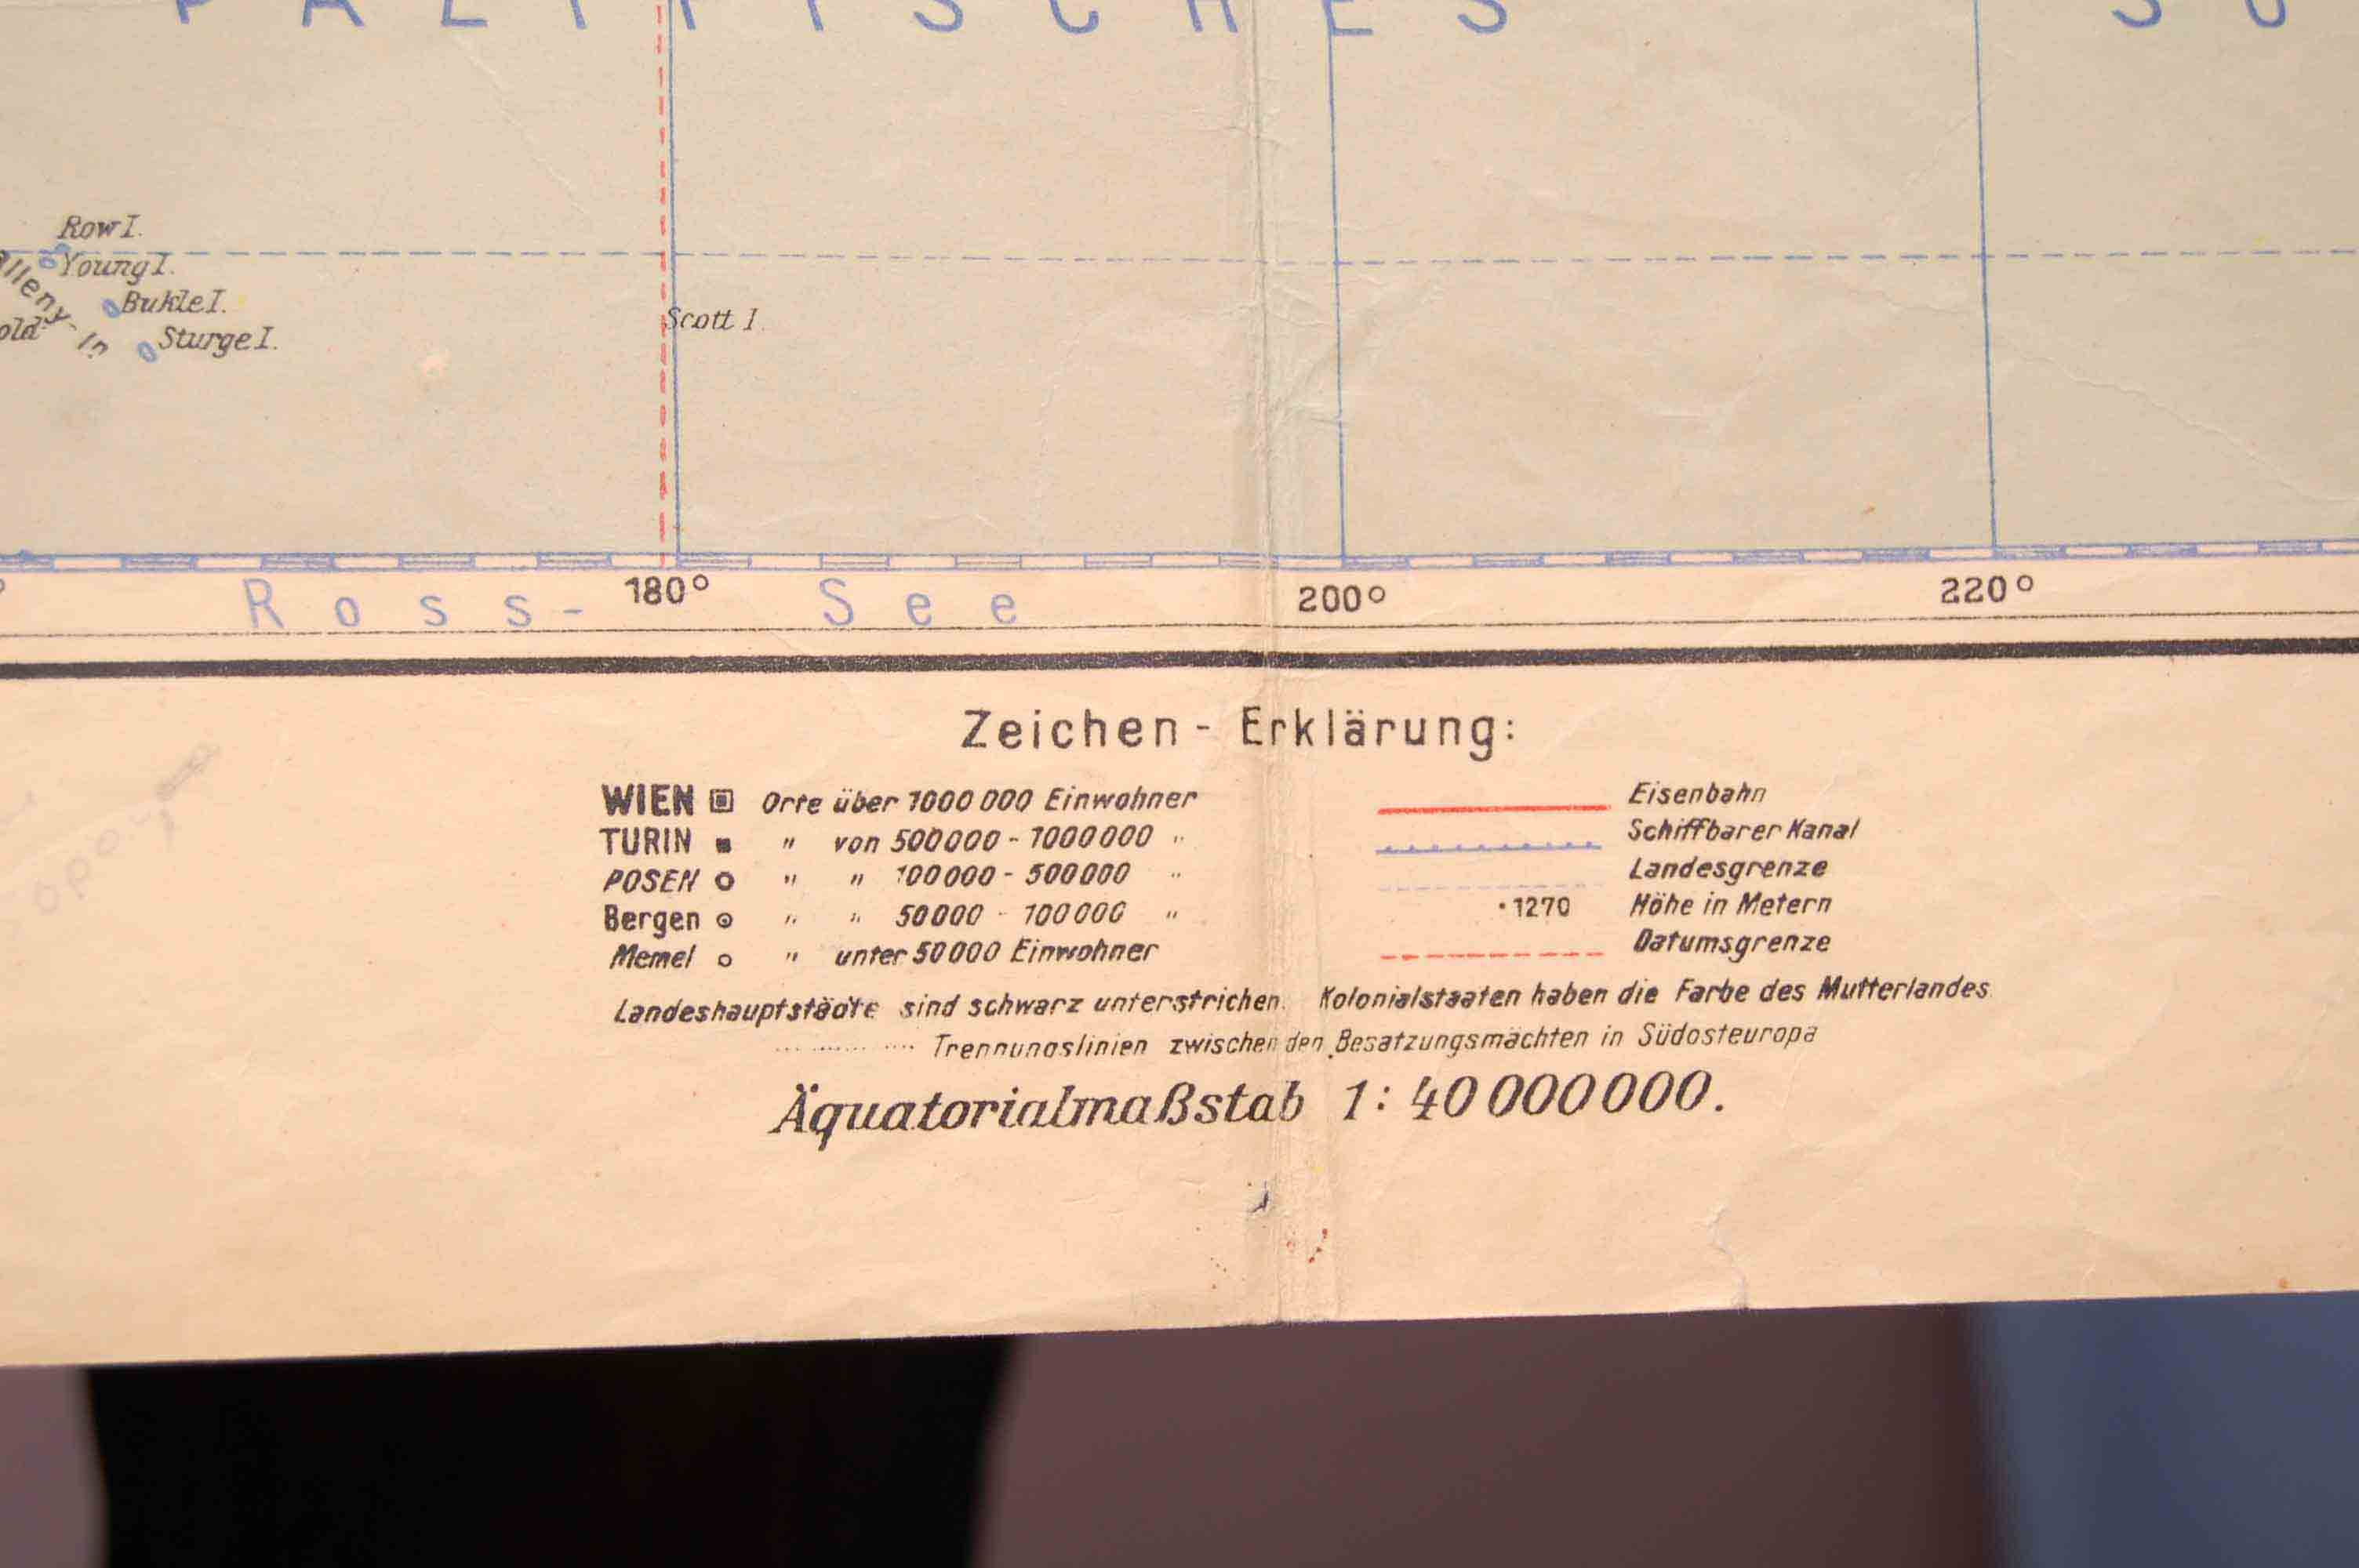 Row I.
Young I.
Bukle I.
Sturge I.
Scott I.
180°
200°
220°
Ross- See
Zeichen - Erklärung:
WIEN Orte über 1000 000 Einwohner
TURIN " von 500000 - 1000000 "
POSEN " " 100000 - 500000 "
Bergen " " 50000 - 100000 "
Memel " unter 50000 Einwohner
Eisenbahn
Schiffbarer Kanal
Landesgrenze
·1270 Höhe in Metern
Datumsgrenze
Landeshauptstädte sind schwarz unterstrichen. Kolonialstaaten haben die Farbe des Mutterlandes
Trennungslinien zwischen den Besatzungsmächten in Südosteuropa
Äquatorialmaßstab 1: 40 000 000.